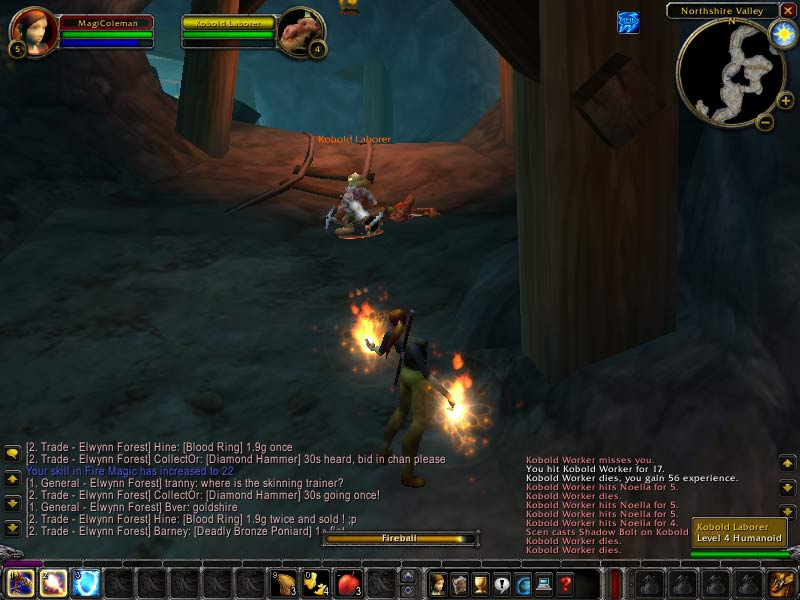 MagiColeman
5
Kobold Laborer
4
Northshire Valley
N
Kobold Laborer
[2. Trade - Elwynn Forest] Hine: [Blood Ring] 1.9g once
[2. Trade - Elwynn Forest] CollectOr: [Diamond Hammer] 30s heard, bid in chan please
Your skill in Fire Magic has increased to 22
[1. General - Elwynn Forest] tranny: where is the skinning trainer?
[2. Trade - Elwynn Forest] CollectOr: [Diamond Hammer] 30s going once!
[1. General - Elwynn Forest] Bver: goldshire
[2. Trade - Elwynn Forest] Hine: [Blood Ring] 1.9g twice and sold ! ;p
[2. Trade - Elwynn Forest] Barney: [Deadly Bronze Poniard]
Fireball
Kobold Worker misses you.
You hit Kobold Worker for 17.
Kobold Worker dies, you gain 56 experience.
Kobold Worker hits Noella for 5.
Kobold Worker dies.
Kobold Worker hits Noella for 5.
Kobold Worker hits Noella for 5.
Kobold Worker hits Noella for 4.
Scen casts Shadow Bolt on Kobold
Kobold Worker dies.
Kobold Worker dies.
Kobold Laborer
Level 4 Humanoid
3
4
3